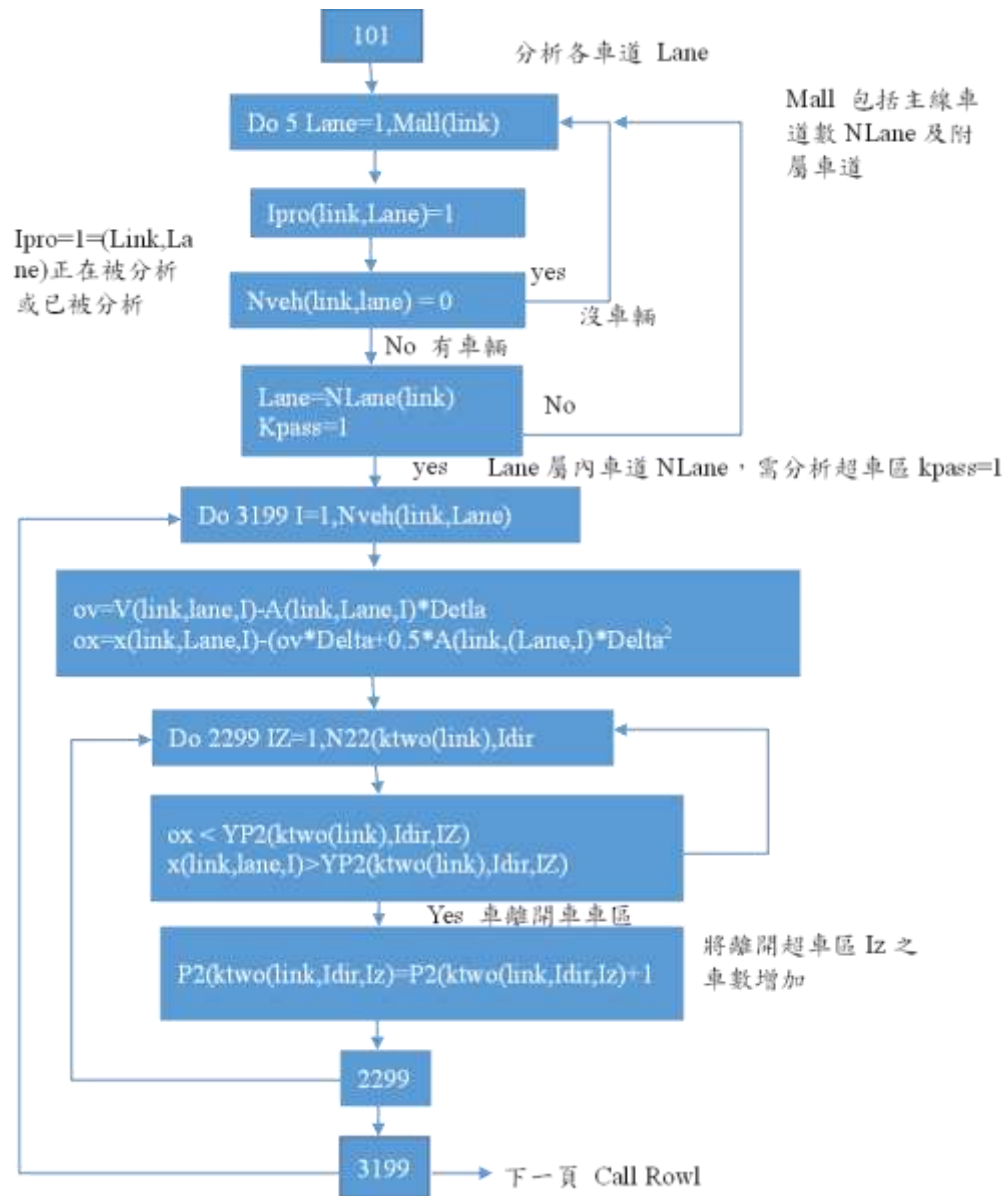 101
分析各車道 Lane
Do 5 Lane=1,Mall(link)
Mall 包括主線車
道數 NLane 及附
屬車道
Ipro(link,Lane)=1
Ipro=1=(Link,La
ne)正在被分析
或已被分析
yes
Nveh(link,lane) = 0
沒車輛
No 有車輛
Lane=NLane(link)
Kpass=1
No
yes
Lane 屬內車道 NLane，需分析超車區 kpass=1
Do 3199 I=1,Nveh(link,Lane)
ov=V(link,lane,I)-A(link,Lane,I)*Detla
ox=x(link,Lane,I)-(ov*Delta+0.5*A(link,(Lane,I)*Delta²
Do 2299 IZ=1,N22(ktwo(link),Idir
ox < YP2(ktwo(link),Idir,IZ)
x(link,lane,I)>YP2(ktwo(link),Idir,IZ)
Yes 車離開車車區
將離開超車區 Iz 之
車數增加
P2(ktwo(link,Idir,Iz)=P2(ktwo(link,Idir,Iz)+1
2299
3199
下一頁 Call Rowl